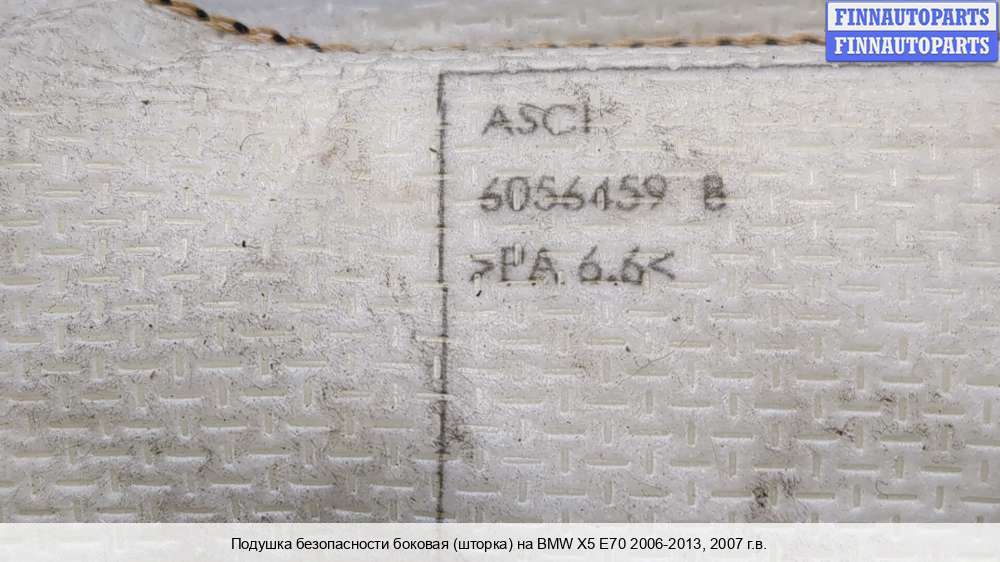 FINNAUTOPARTS
FINNAUTOPARTS
ASCI
6056459 B
>PA 6.6<
Подушка безопасности боковая (шторка) на BMW X5 E70 2006-2013, 2007 г.в.